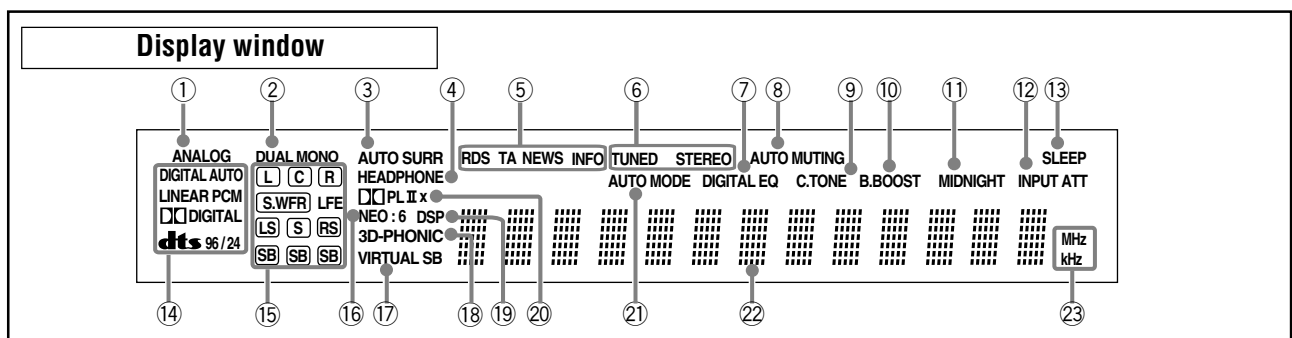 Display window
① ② ③ ④ ⑤ ⑥ ⑦ ⑧ ⑨ ⑩ ⑪ ⑫ ⑬
ANALOG DUAL MONO AUTO SURR RDS TA NEWS INFO TUNED STEREO AUTO MUTING SLEEP
DIGITAL AUTO L C R HEADPHONE AUTO MODE DIGITAL EQ C.TONE B.BOOST MIDNIGHT INPUT ATT
LINEAR PCM S.WFR LFE PL II x
DIGITAL NEO : 6 DSP
dts 96 / 24 LS S RS 3D-PHONIC MHz
SB SB SB VIRTUAL SB kHz
⑭ ⑮ ⑯ ⑰ ⑱ ⑲ ⑳ ㉑ ㉒ ㉓